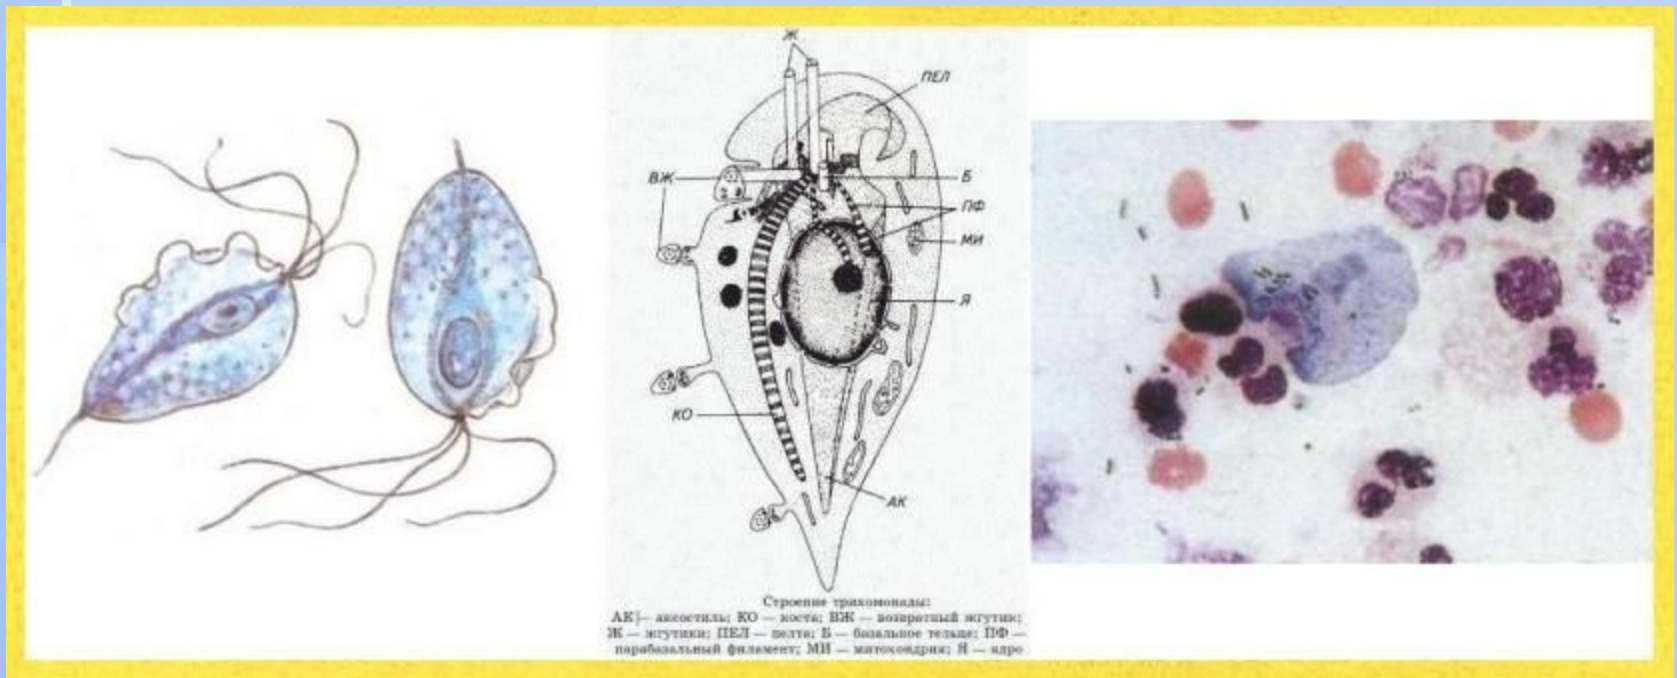 Ж
ПЕЛ
ВЖ
Б
ПФ
МИ
Я
КО
АК
Строение трихомонады:
АК — аксостиль; КО — коста; ВЖ — возвратный жгутик;
Ж — жгутики; ПЕЛ — пелта; Б — базальное тельце; ПФ —
парабазальный филамент; МИ — митохондрия; Я — ядро